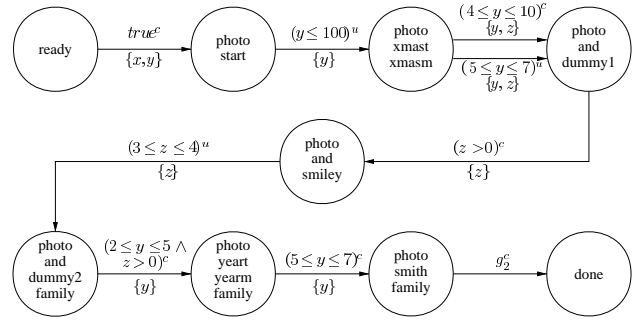 ready
true^c
{x,y}
photo
start
(y ≤ 100)^u
{y}
photo
xmast
xmasm
(4 ≤ y ≤ 10)^c
{y, z}
(5 ≤ y ≤ 7)^u
{y, z}
photo
and
dummy1
(z >0)^c
{z}
photo
and
smiley
(3 ≤ z ≤ 4)^u
{z}
photo
and
dummy2
family
(2 ≤ y ≤5 ∧
z>0)^c
{y}
photo
yeart
yearm
family
(5 ≤ y ≤ 7)^c
{y}
photo
smith
family
g_2^c
done